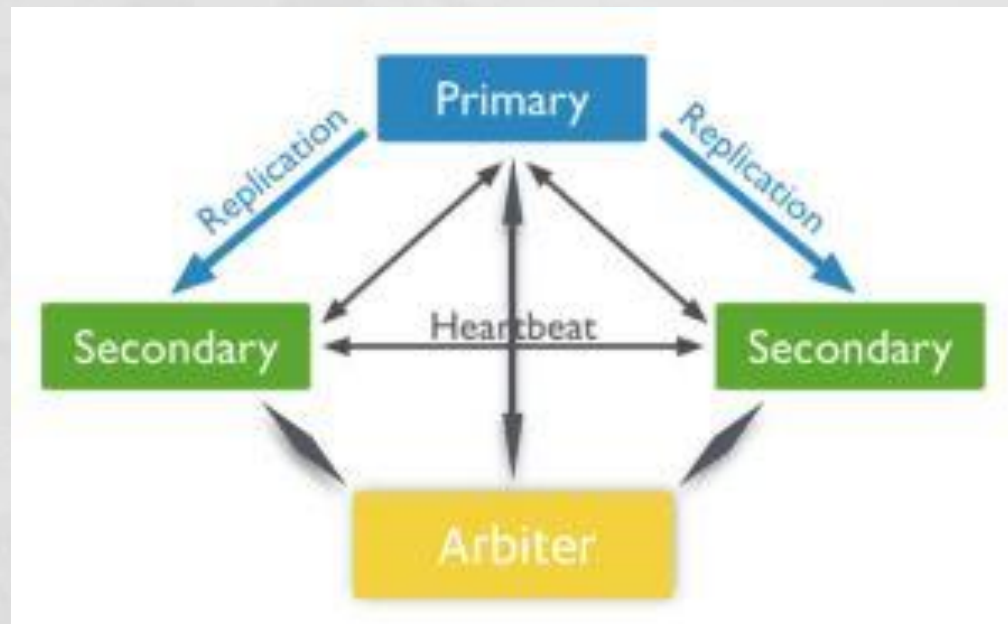 Primary
Replication
Replication
Heartbeat
Secondary
Secondary
Arbiter